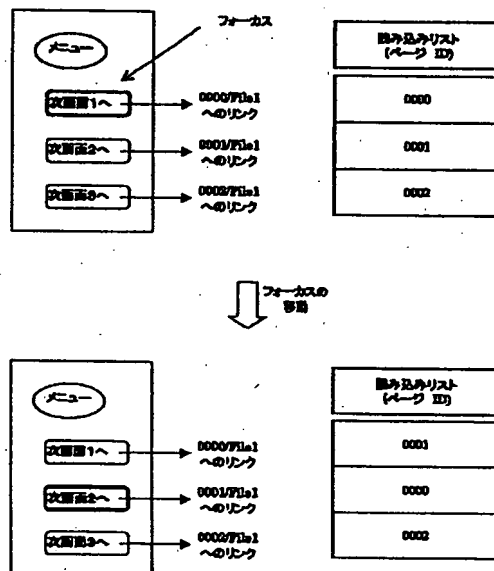 フォーカス
メニュー
読み込みリスト
(ページ ID)
次画面1へ
0000/File1
へのリンク
0000
次画面2へ
0001/File1
へのリンク
0001
次画面3へ
0002/File1
へのリンク
0002
フォーカスの
移動
メニュー
読み込みリスト
(ページ ID)
次画面1へ
0000/File1
へのリンク
0001
次画面2へ
0001/File1
へのリンク
0000
次画面3へ
0002/File1
へのリンク
0002